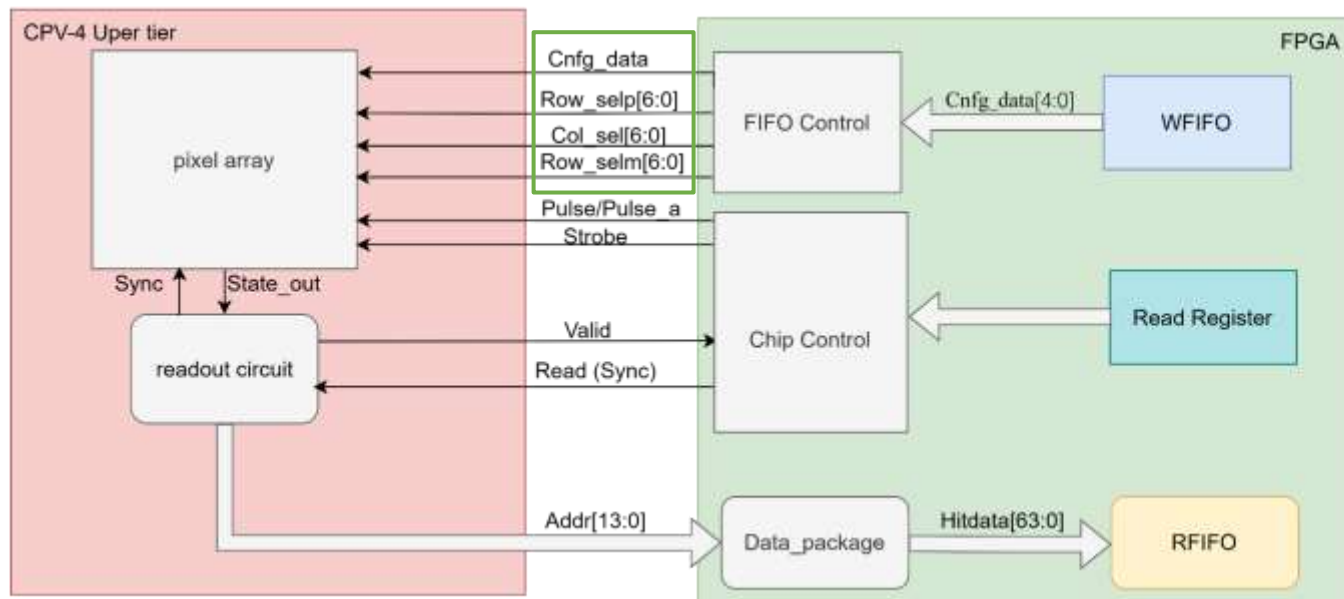 CPV-4 Uper tier
FPGA
Cnfg_data
Row_selp[6:0]
Col_sel[6:0]
Row_selm[6:0]
pixel array
FIFO Control
Cnfg_data[4:0]
WFIFO
Pulse/Pulse_a
Strobe
Sync
State_out
Valid
Read (Sync)
readout circuit
Chip Control
Read Register
Addr[13:0]
Data_package
Hitdata[63:0]
RFIFO